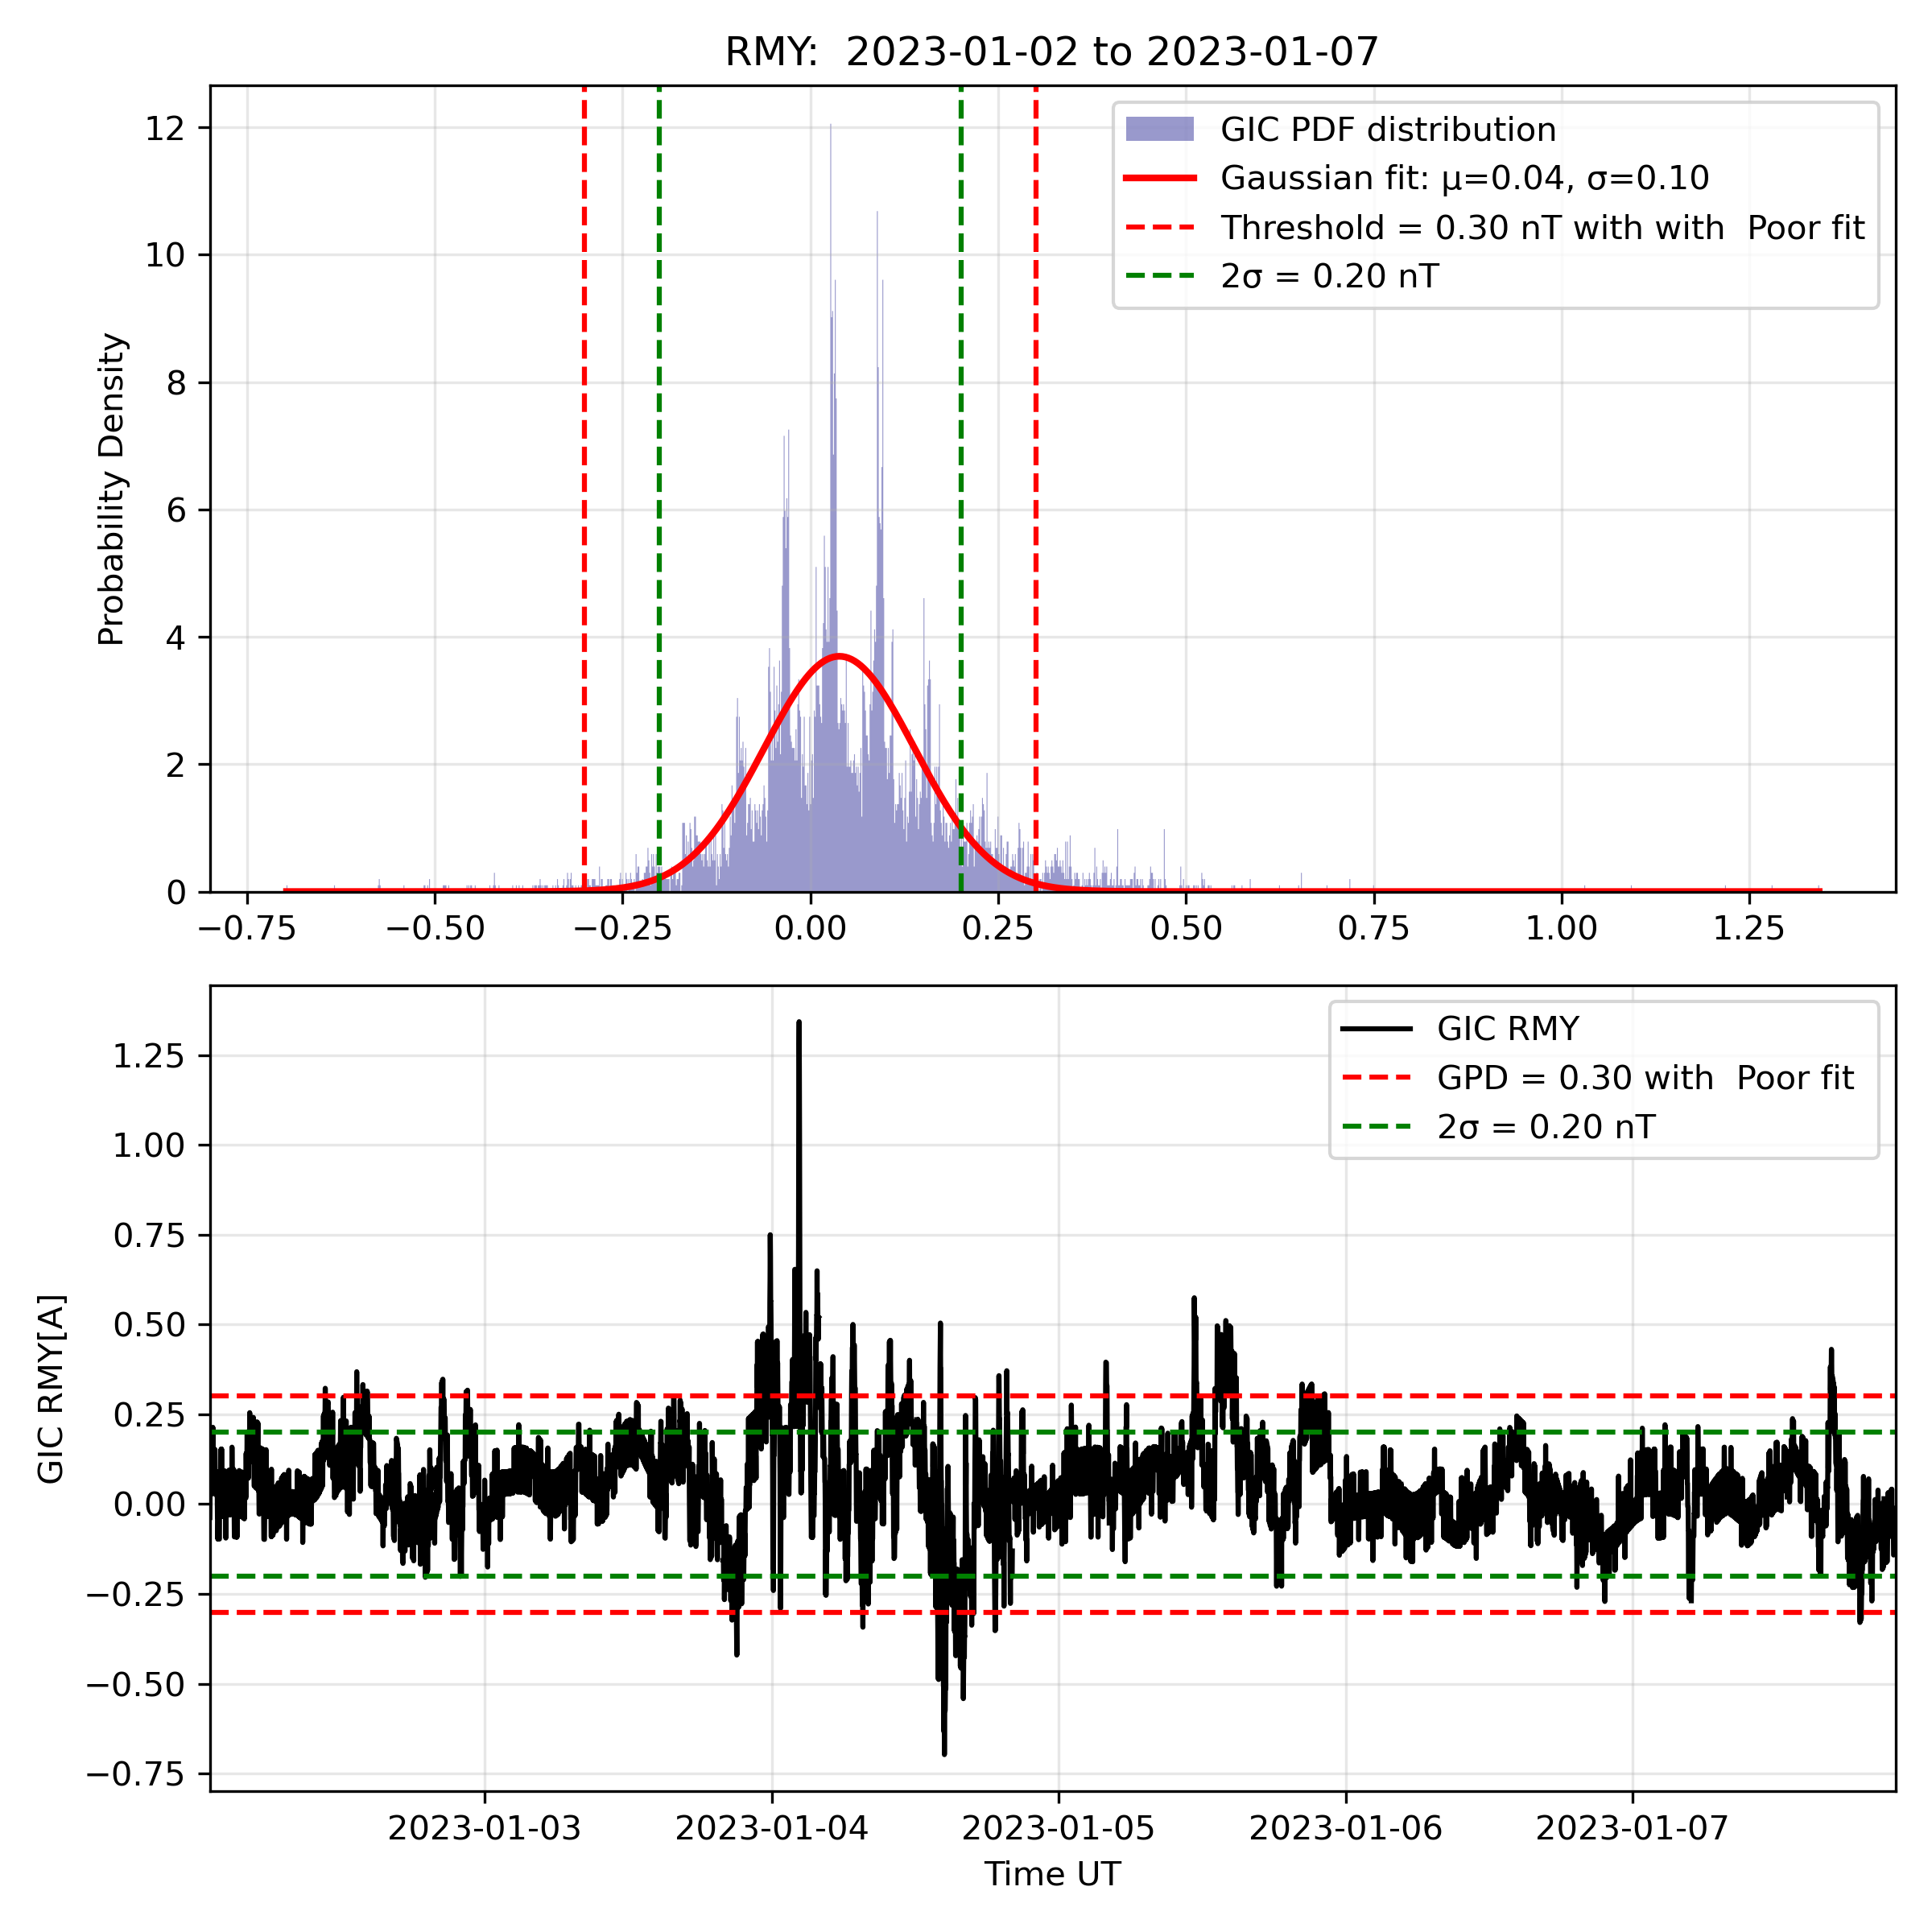 RMY:  2023-01-02 to 2023-01-07
Probability Density
12
10
8
6
4
2
0
GIC PDF distribution
Gaussian fit: μ=0.04, σ=0.10
Threshold = 0.30 nT with with  Poor fit
2σ = 0.20 nT
−0.75 −0.50 −0.25 0.00 0.25 0.50 0.75 1.00 1.25
GIC RMY[A]
1.25
1.00
0.75
0.50
0.25
0.00
−0.25
−0.50
−0.75
GIC RMY
GPD = 0.30 with  Poor fit
2σ = 0.20 nT
2023-01-03 2023-01-04 2023-01-05 2023-01-06 2023-01-07
Time UT